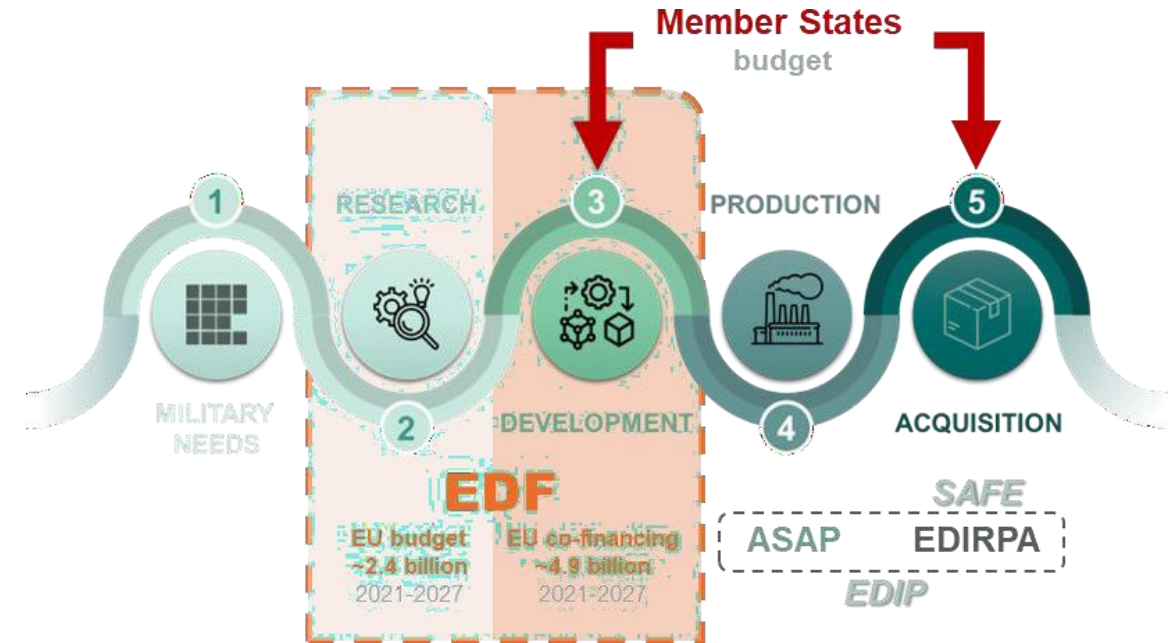 Member States
budget
1
RESEARCH
3
PRODUCTION
5
MILITARY
NEEDS
2
DEVELOPMENT
4
ACQUISITION
EDF
EU budget
~2.4 billion
2021-2027
EU co-financing
~4.9 billion
2021-2027
SAFE
ASAP EDIRPA
EDIP